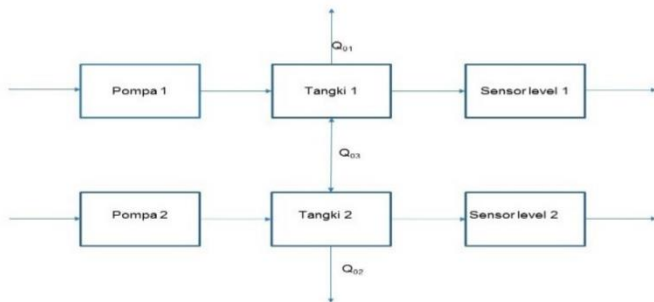 Q01
Pompa 1
Tangki 1
Sensor level 1
Q03
Pompa 2
Tangki 2
Sensor level 2
Q02